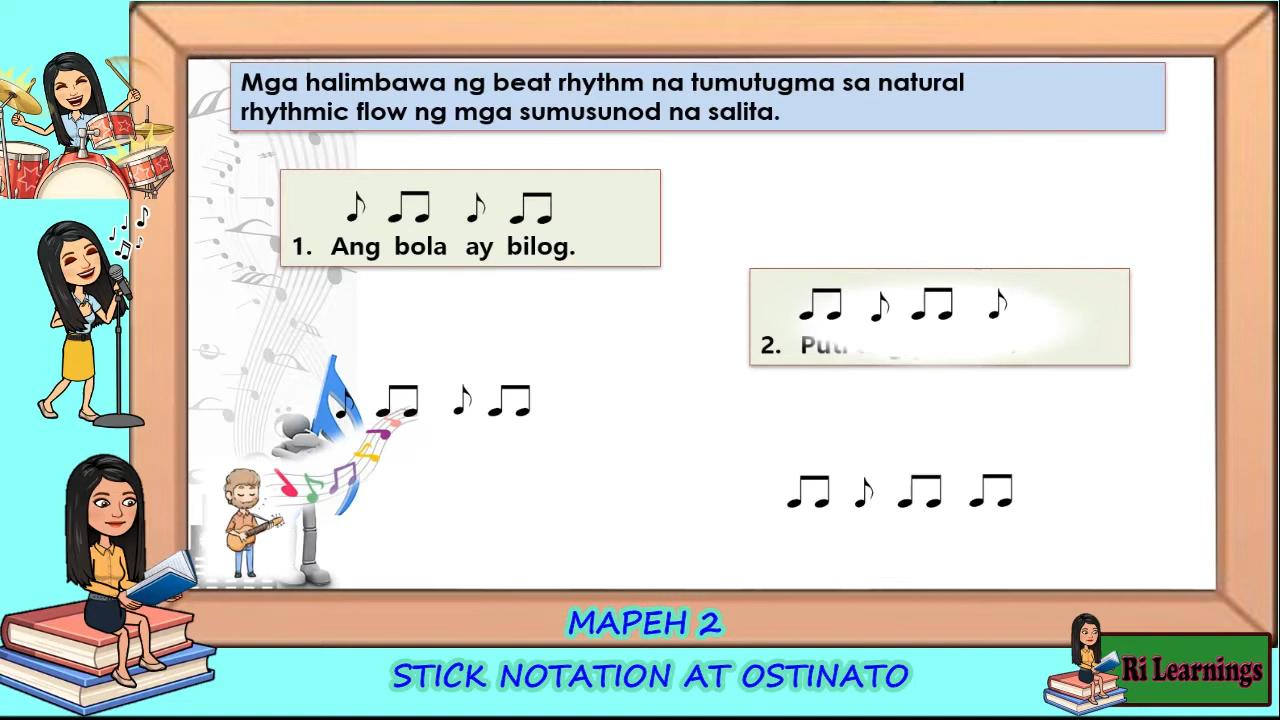 Mga halimbawa ng beat rhythm na tumutugma sa natural
rhythmic flow ng mga sumusunod na salita.
1. Ang bola ay bilog.
2.
MAPEH 2
STICK NOTATION AT OSTINATO
Ri Learnings